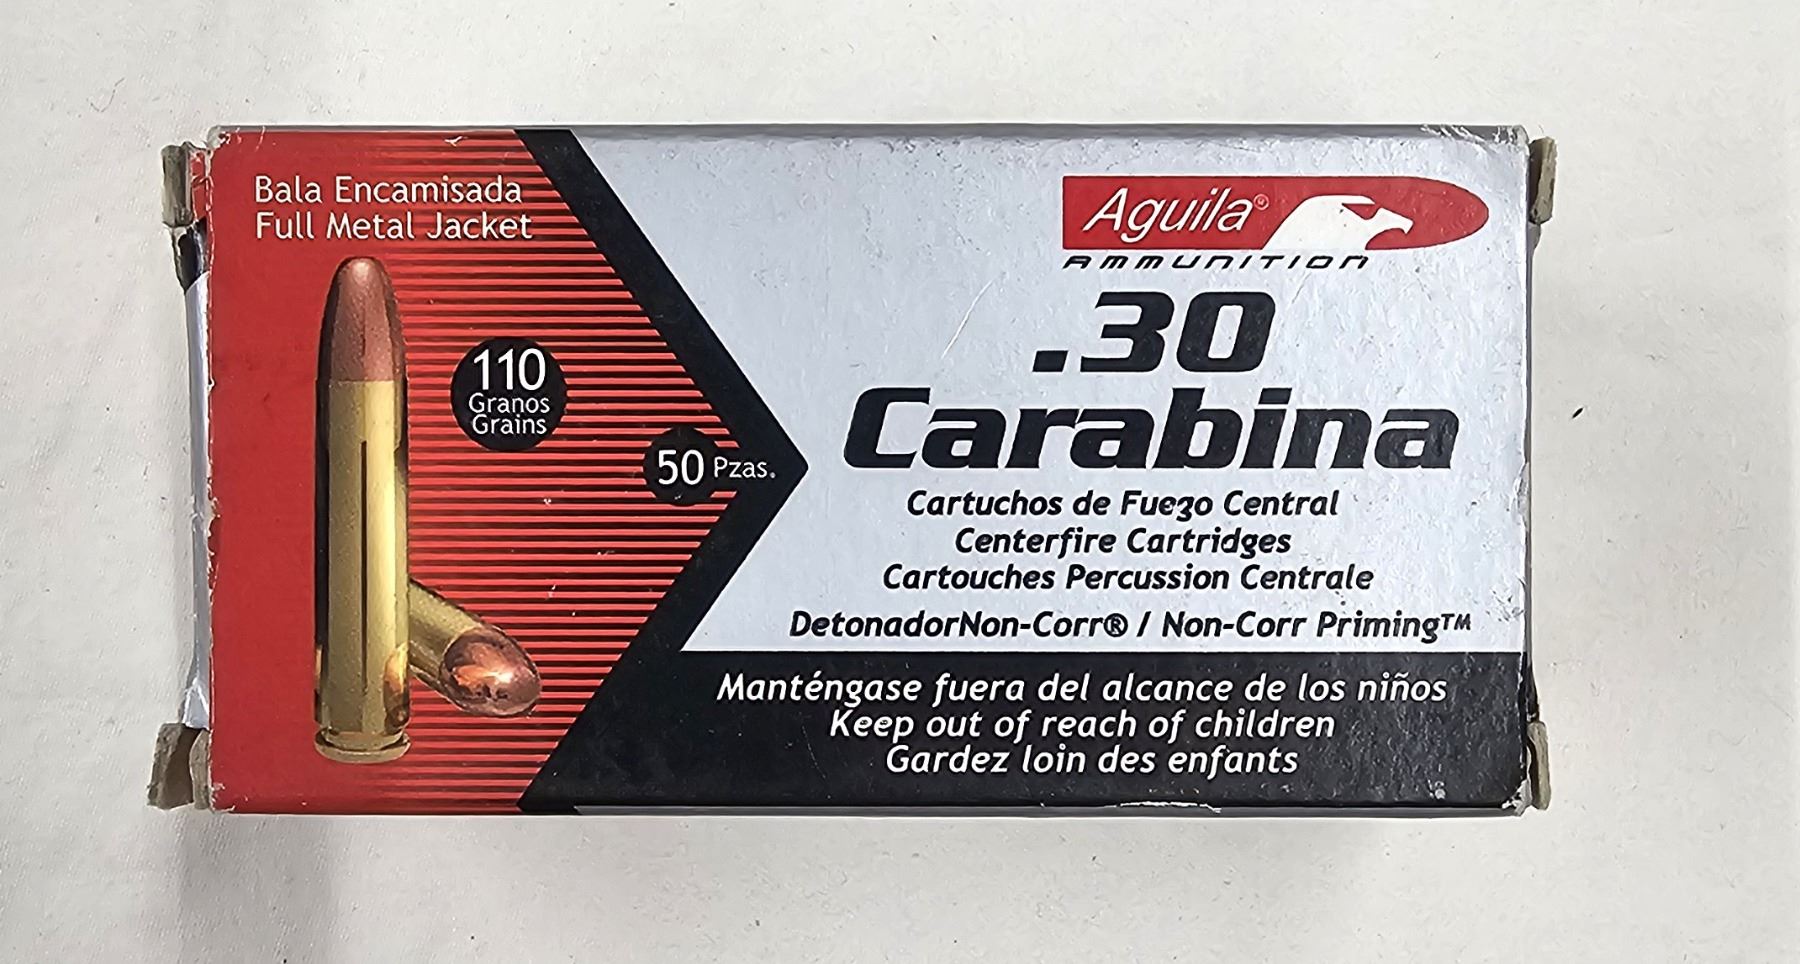 Bala Encamisada
Full Metal Jacket
110
Granos
Grains
50 Pzas.
Aguila®
AMMUNITION
.30
Carabina
Cartuchos de Fuego Central
Centerfire Cartridges
Cartouches Percussion Centrale
DetonadorNon-Corr® / Non-Corr Priming™
Manténgase fuera del alcance de los niños
Keep out of reach of children
Gardez loin des enfants